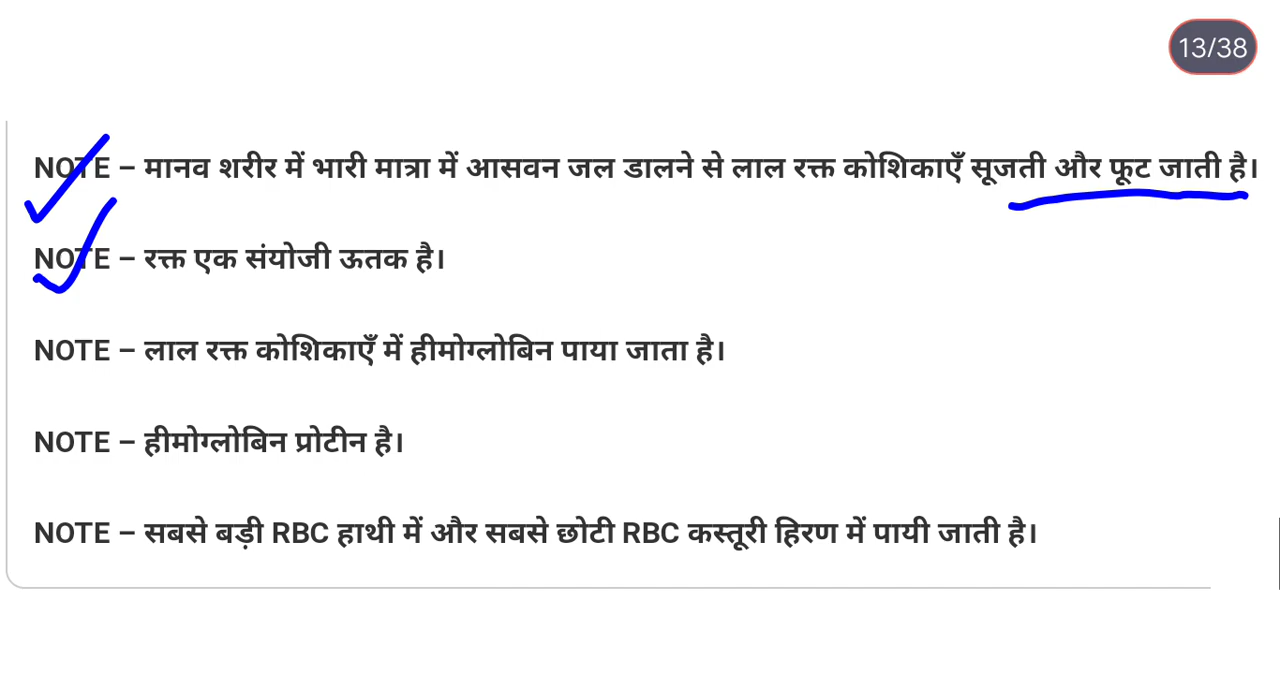 13/38
NOTE – मानव शरीर में भारी मात्रा में आसवन जल डालने से लाल रक्त कोशिकाएँ सूजती और फूट जाती है।
NOTE – रक्त एक संयोजी ऊतक है।
NOTE – लाल रक्त कोशिकाएँ में हीमोग्लोबिन पाया जाता है।
NOTE – हीमोग्लोबिन प्रोटीन है।
NOTE – सबसे बड़ी RBC हाथी में और सबसे छोटी RBC कस्तूरी हिरण में पायी जाती है।